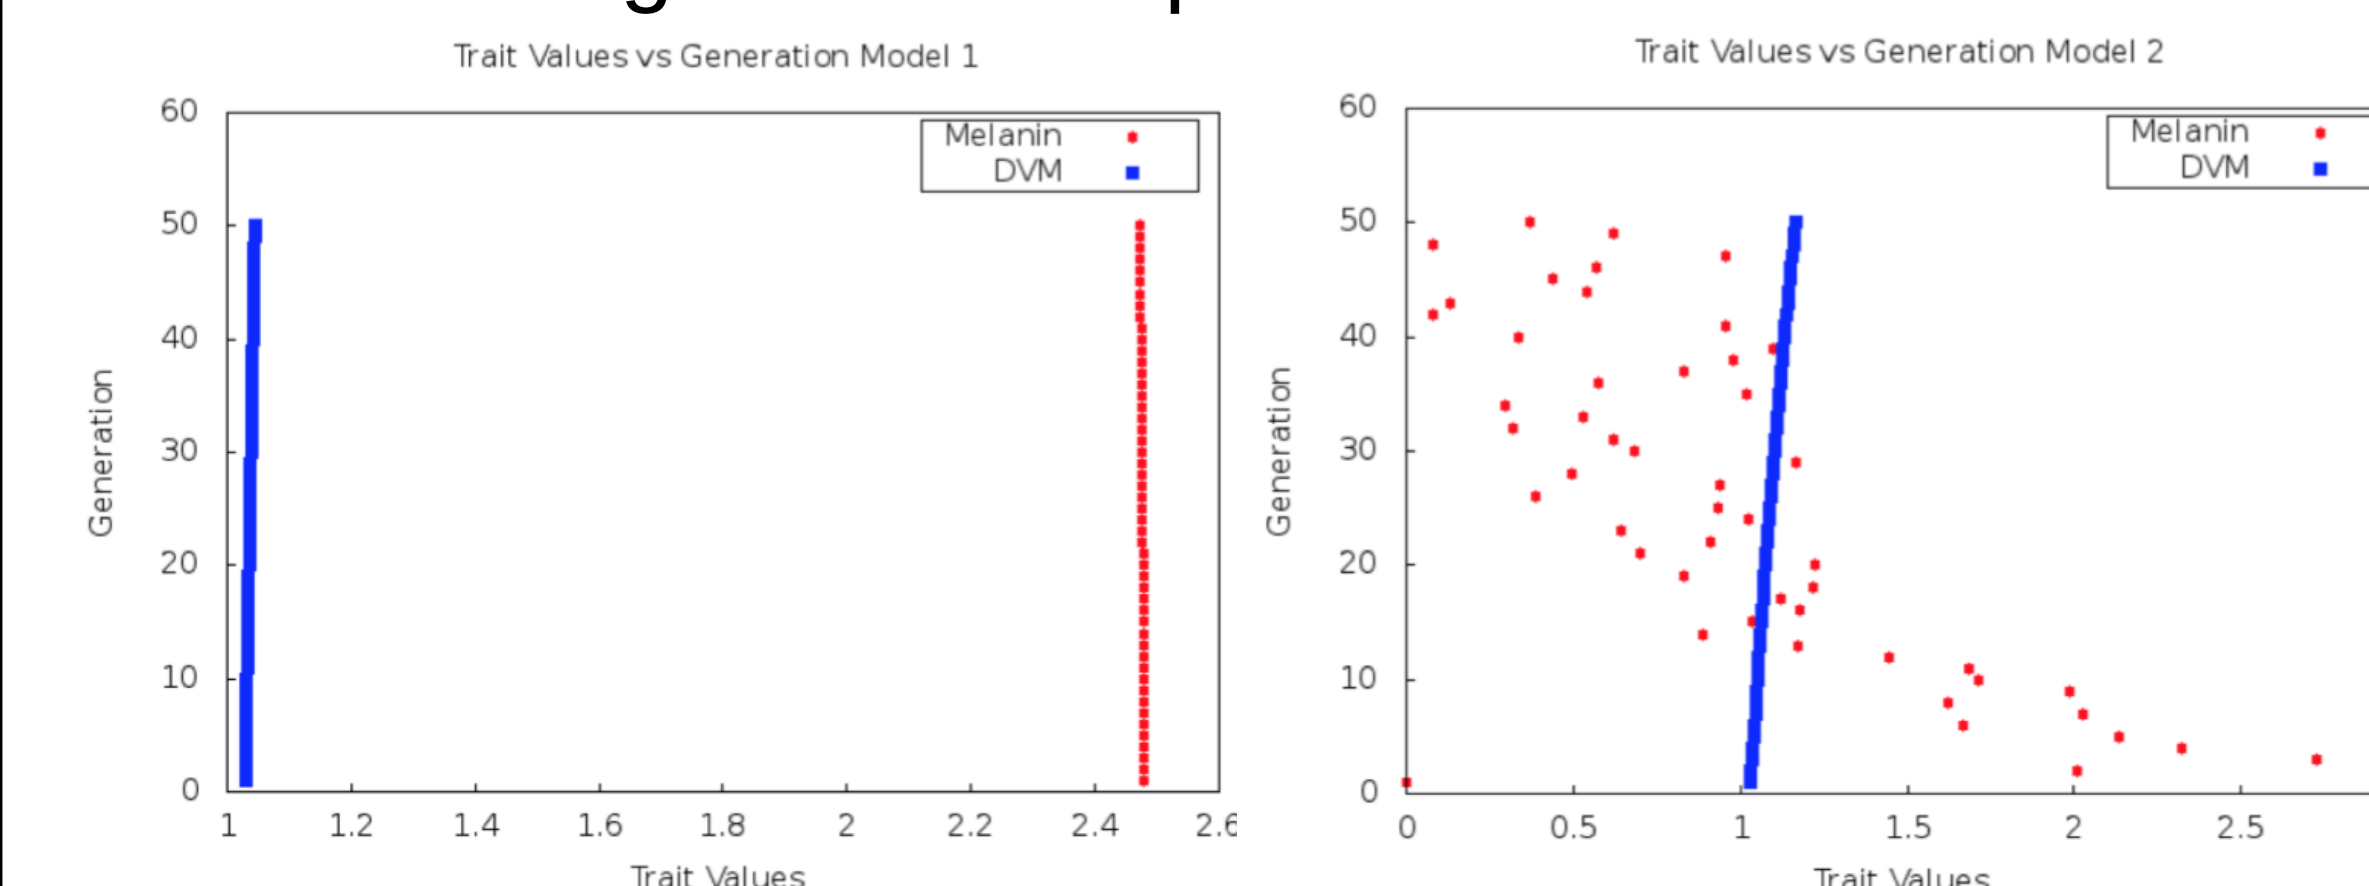 Trait Values vs Generation Model 1
60
50
40
30
20
10
0
Generation
Melanin
DVM
1 1.2 1.4 1.6 1.8 2 2.2 2.4 2.6
Trait Values
Trait Values vs Generation Model 2
60
50
40
30
20
10
0
Generation
Melanin
DVM
0 0.5 1 1.5 2 2.5
Trait Values